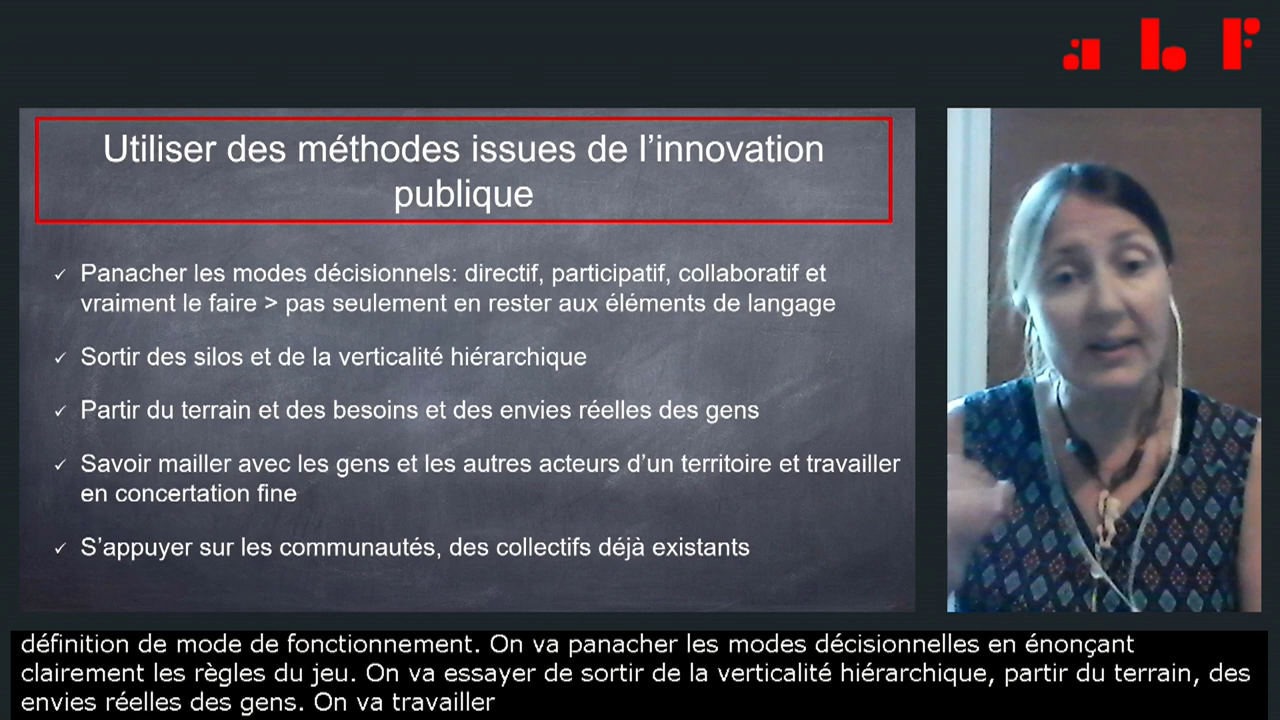 abF
Utiliser des méthodes issues de l’innovation
publique
✓ Panacher les modes décisionnels: directif, participatif, collaboratif et
vraiment le faire > pas seulement en rester aux éléments de langage
✓ Sortir des silos et de la verticalité hiérarchique
✓ Partir du terrain et des besoins et des envies réelles des gens
✓ Savoir mailler avec les gens et les autres acteurs d’un territoire et travailler
en concertation fine
✓ S’appuyer sur les communautés, des collectifs déjà existants
définition de mode de fonctionnement. On va panacher les modes décisionnelles en énonçant
clairement les règles du jeu. On va essayer de sortir de la verticalité hiérarchique, partir du terrain, des
envies réelles des gens. On va travailler